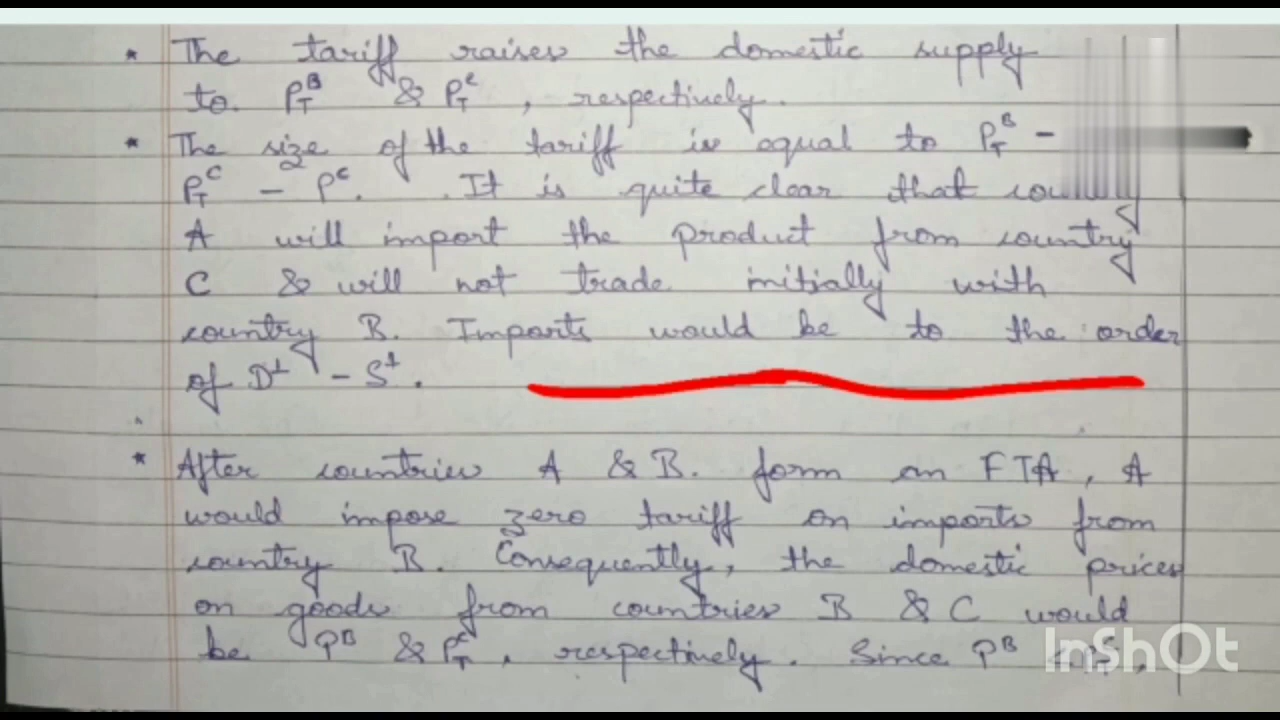 * The tariff raises the domestic supply
to. P_T^B & P_T^C, respectively.
* The size of the tariff is equal to P_T^B -
P_T^C - P^C. It is quite clear that
A will import the product from country
C & will not trade initially with
country B. Imports would be to the order
of D^1 - S^1.
* After countries A & B. form an FTA, A
would impose zero tariff on imports from
country B. Consequently, the domestic prices
on goods from countries B & C would
be P^B & P_T^C, respectively. Since P^B
InShOt